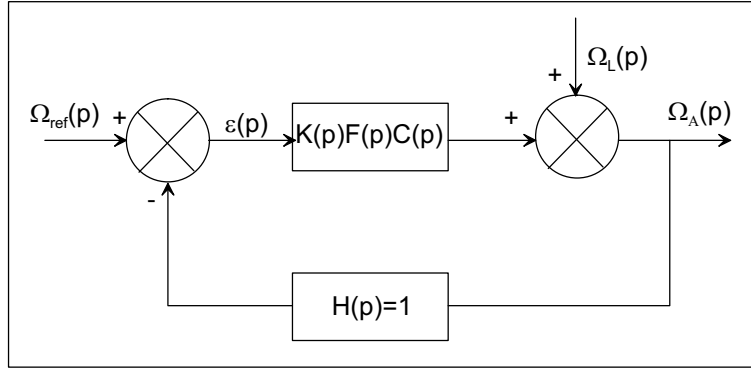 Ω_L(p)
+
Ω_ref(p)
+
ε(p)
K(p)F(p)C(p)
+
Ω_A(p)
-
H(p)=1